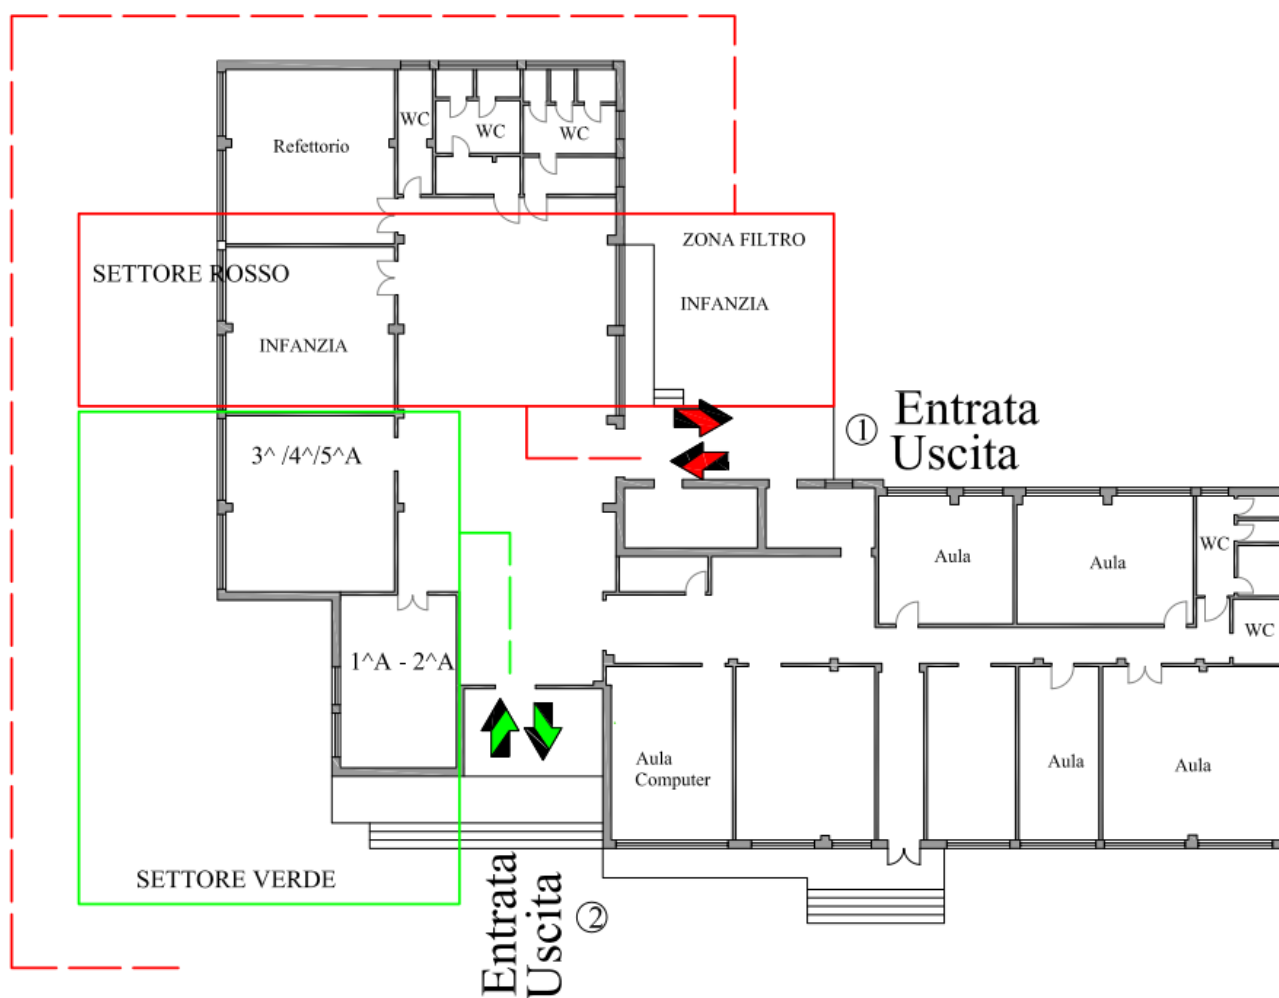 WC
WC
WC
Refettorio
ZONA FILTRO
SETTORE ROSSO
INFANZIA
INFANZIA
1 Entrata
Uscita
3^ /4^/5^A
WC
Aula
Aula
WC
1^A - 2^A
Aula
Computer
Aula
Aula
SETTORE VERDE
Entrata
Uscita
2